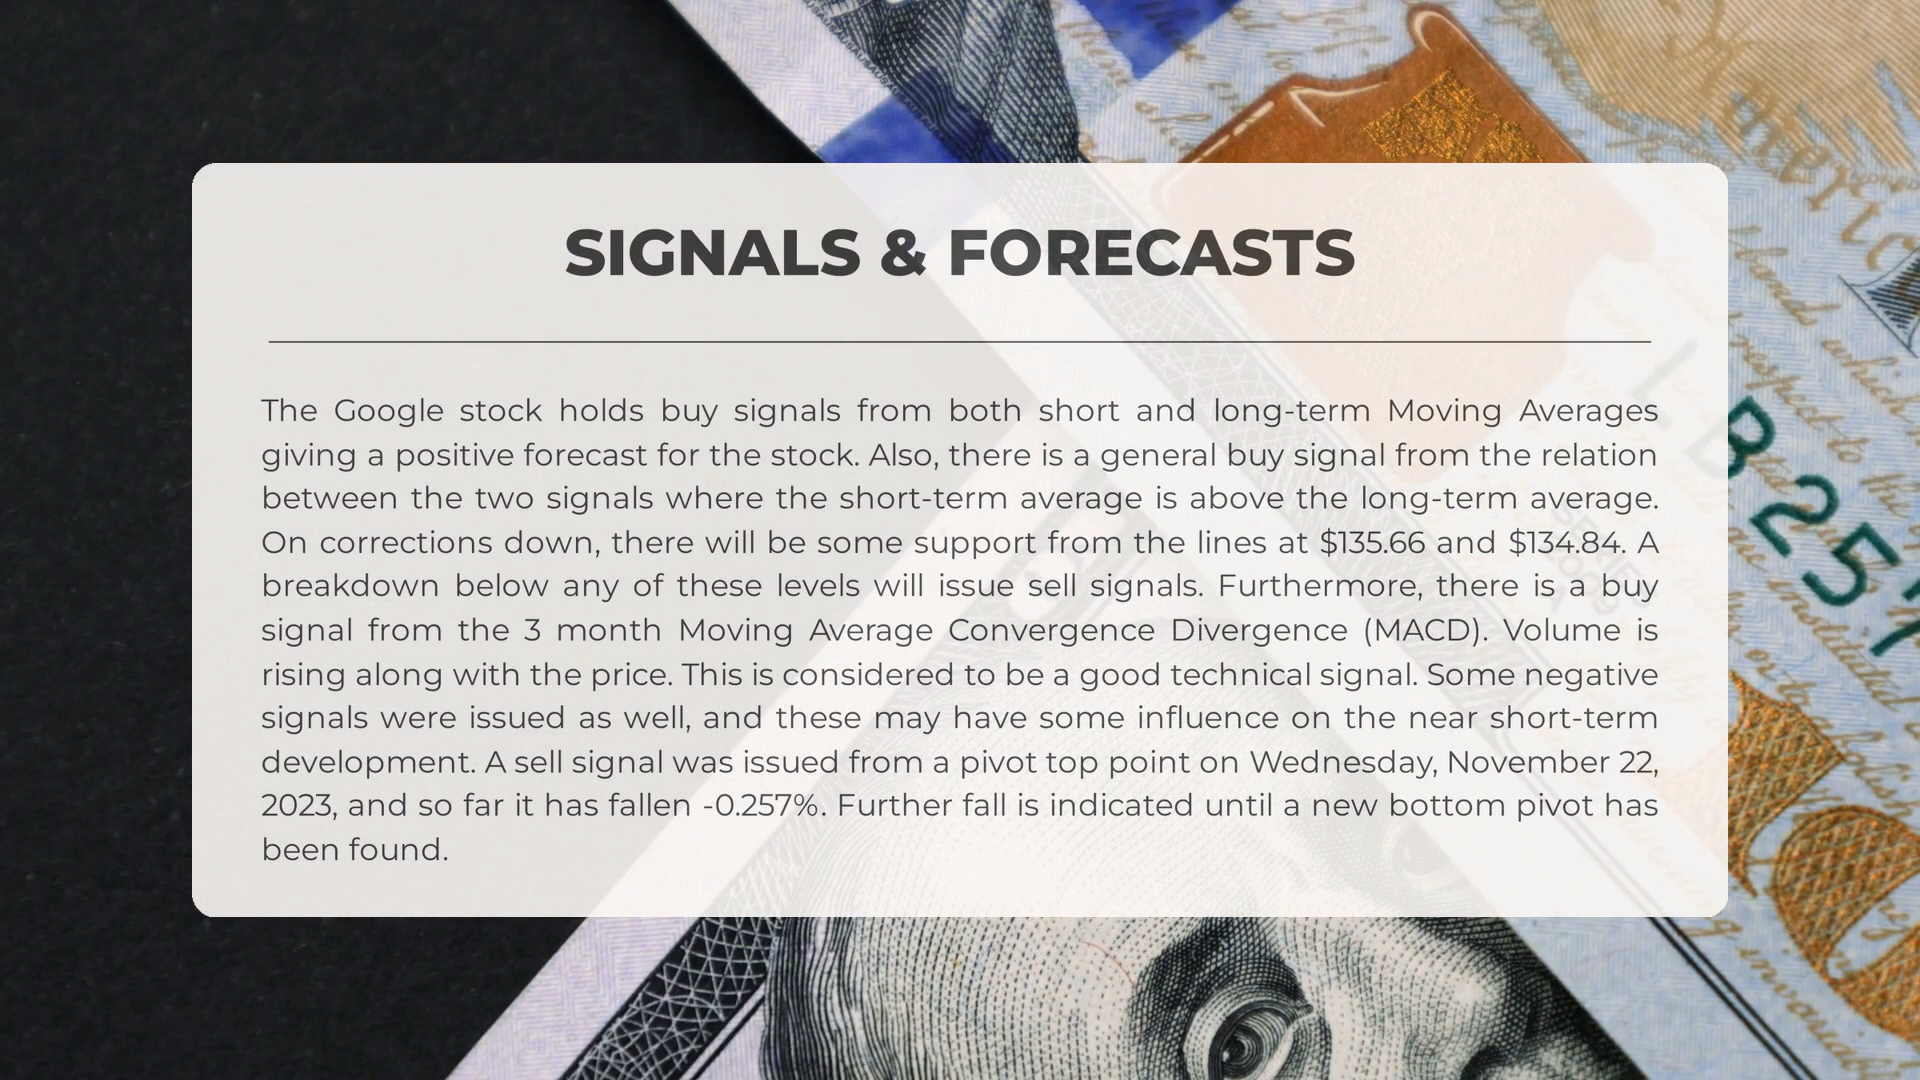 SIGNALS & FORECASTS
The Google stock holds buy signals from both short and long-term Moving Averages
giving a positive forecast for the stock. Also, there is a general buy signal from the relation
between the two signals where the short-term average is above the long-term average.
On corrections down, there will be some support from the lines at $135.66 and $134.84. A
breakdown below any of these levels will issue sell signals. Furthermore, there is a buy
signal from the 3 month Moving Average Convergence Divergence (MACD). Volume is
rising along with the price. This is considered to be a good technical signal. Some negative
signals were issued as well, and these may have some influence on the near short-term
development. A sell signal was issued from a pivot top point on Wednesday, November 22,
2023, and so far it has fallen -0.257%. Further fall is indicated until a new bottom pivot has
been found.